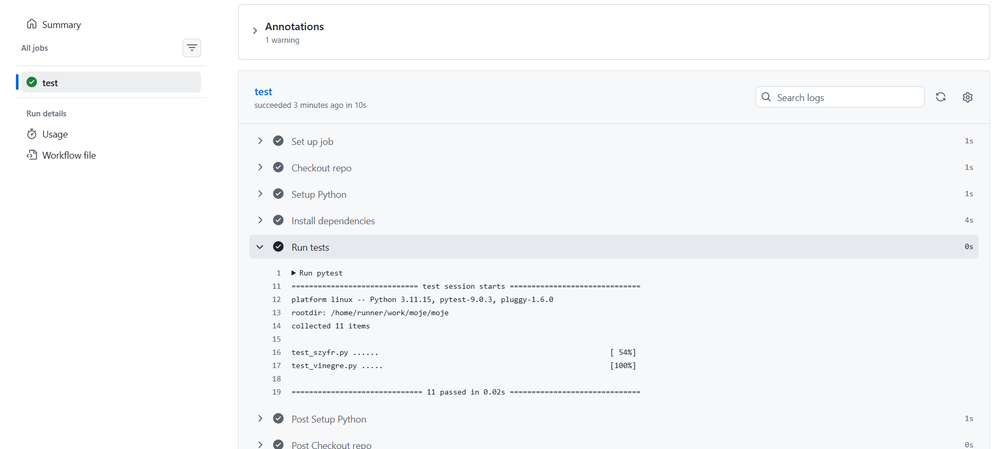 Summary
All jobs
test
Run details
Usage
Workflow file
Annotations
1 warning
test
succeeded 3 minutes ago in 10s
Search logs
Set up job 1s
Checkout repo 1s
Setup Python 1s
Install dependencies 4s
Run tests 0s
1 Run pytest
11 ============================= test session starts ==============================
12 platform linux -- Python 3.11.15, pytest-9.0.3, pluggy-1.6.0
13 rootdir: /home/runner/work/moje/moje
14 collected 11 items
15
16 test_szyfr.py ...... [ 54%]
17 test_vinegre.py ..... [100%]
18
19 ============================== 11 passed in 0.02s ==============================
Post Setup Python 1s
Post Checkout repo 0s